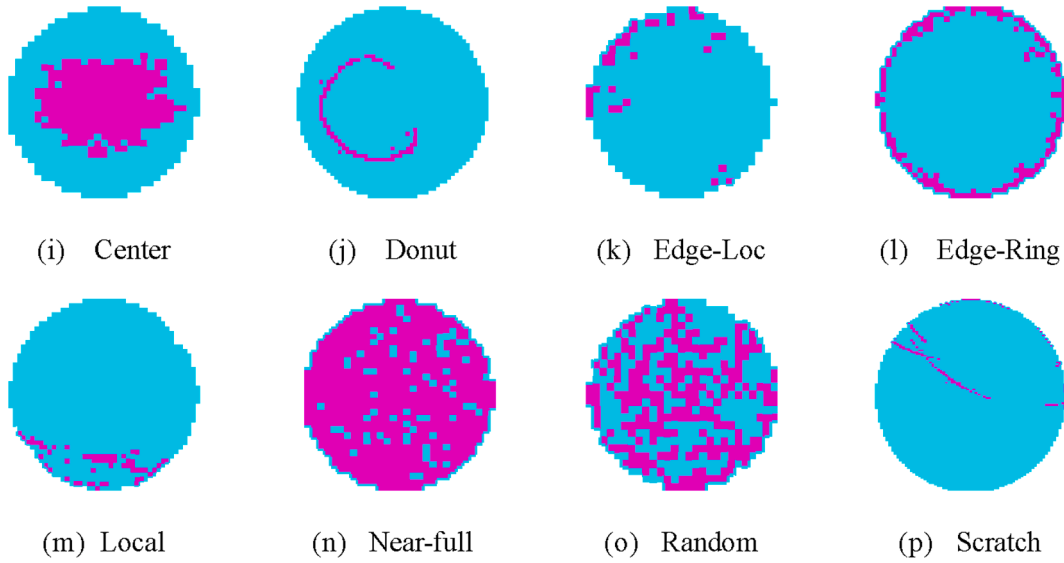 (i) Center (j) Donut (k) Edge-Loc (l) Edge-Ring
(m) Local (n) Near-full (o) Random (p) Scratch